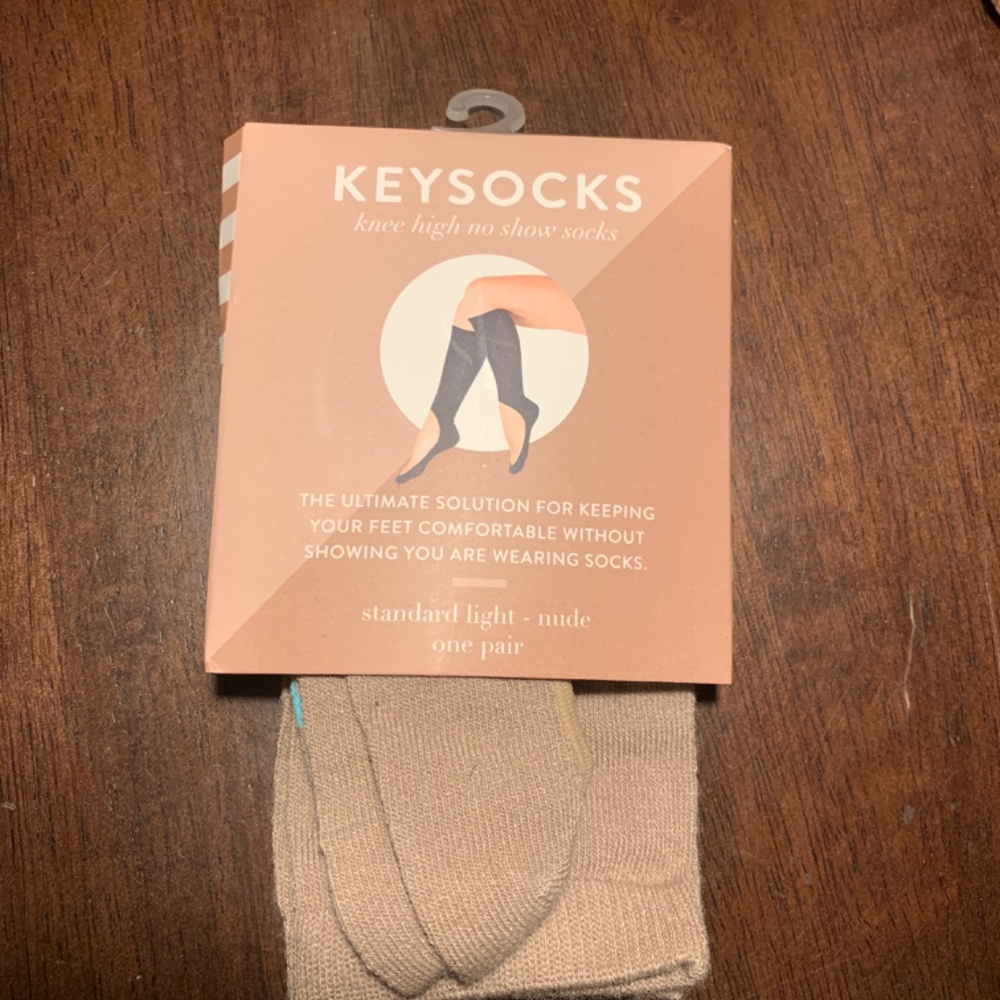 KEYSOCKS
knee high no show socks
THE ULTIMATE SOLUTION FOR KEEPING
YOUR FEET COMFORTABLE WITHOUT
SHOWING YOU ARE WEARING SOCKS.
standard light - nude
one pair